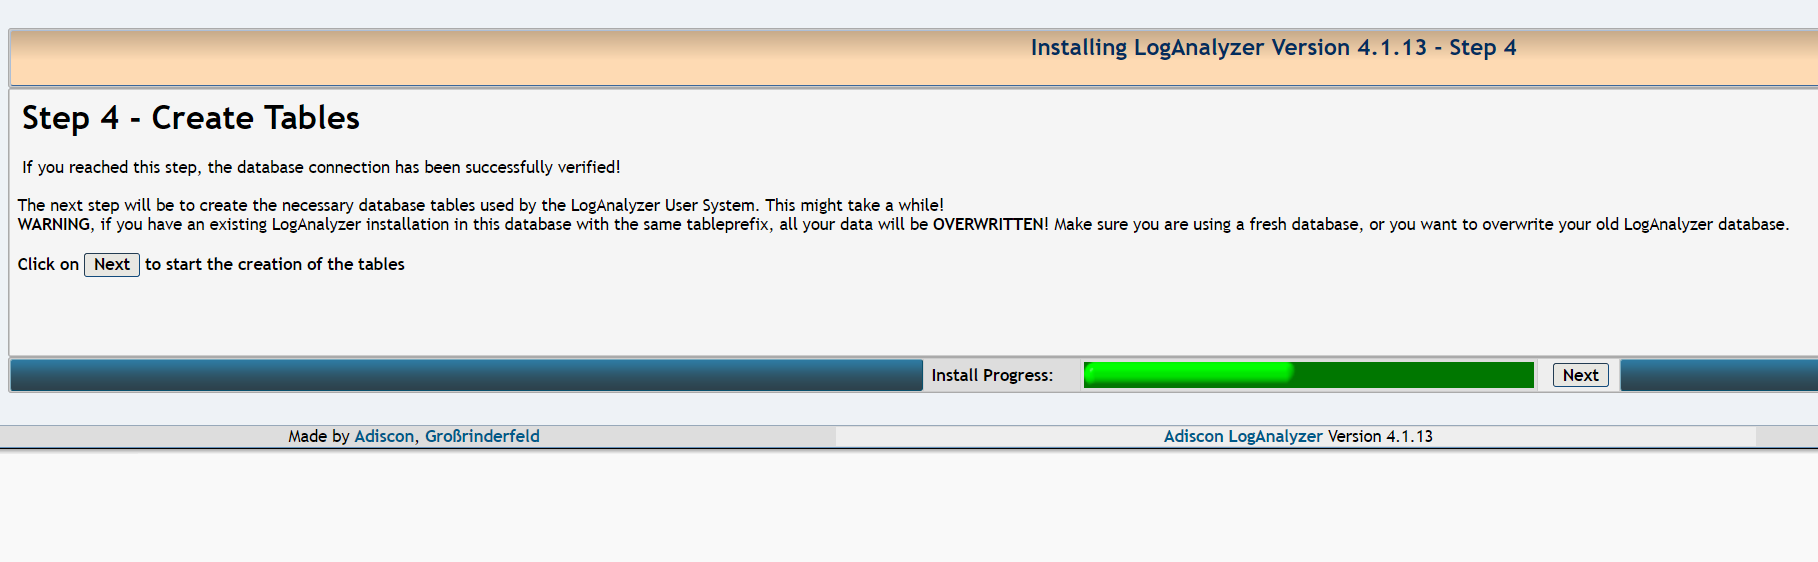 Installing LogAnalyzer Version 4.1.13 - Step 4
Step 4 - Create Tables
If you reached this step, the database connection has been successfully verified!
The next step will be to create the necessary database tables used by the LogAnalyzer User System. This might take a while!
WARNING, if you have an existing LogAnalyzer installation in this database with the same tableprefix, all your data will be OVERWRITTEN! Make sure you are using a fresh database, or you want to overwrite your old LogAnalyzer database.
Click on Next to start the creation of the tables
Install Progress: Next
Made by Adiscon, Großrinderfeld Adiscon LogAnalyzer Version 4.1.13